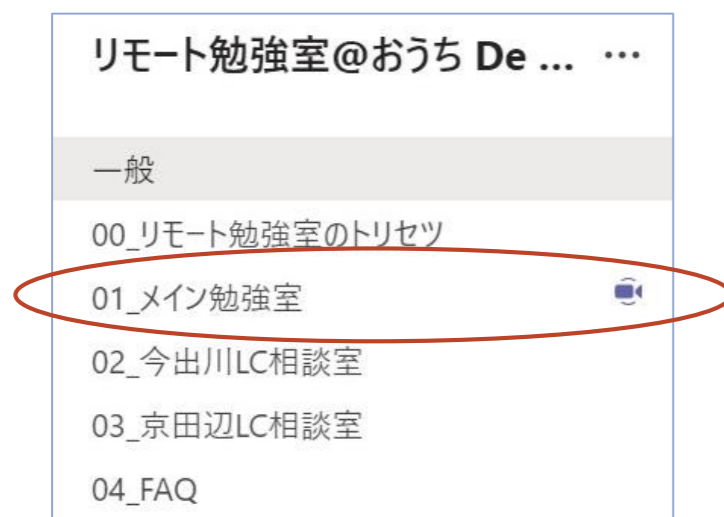 リモート勉強室@おうち De ... ...
一般
00_リモート勉強室のトリセツ
01_メイン勉強室
02_今出川LC相談室
03_京田辺LC相談室
04_FAQ